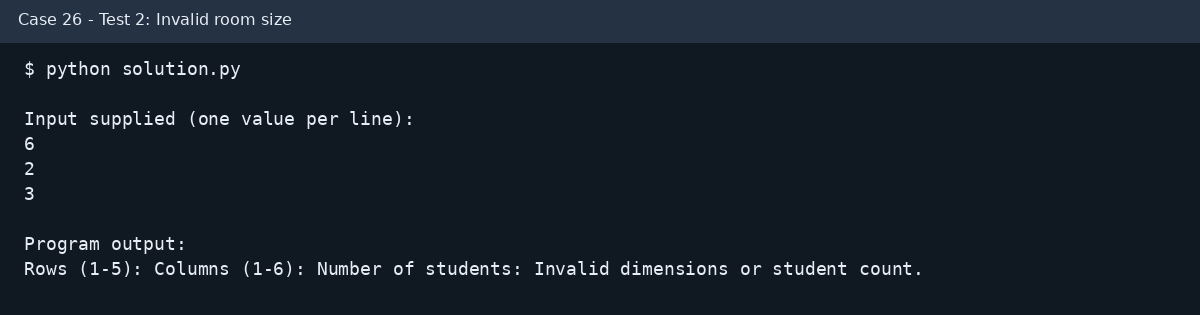 Case 26 - Test 2: Invalid room size
$ python solution.py
Input supplied (one value per line):
6
2
3
Program output:
Rows (1-5): Columns (1-6): Number of students: Invalid dimensions or student count.